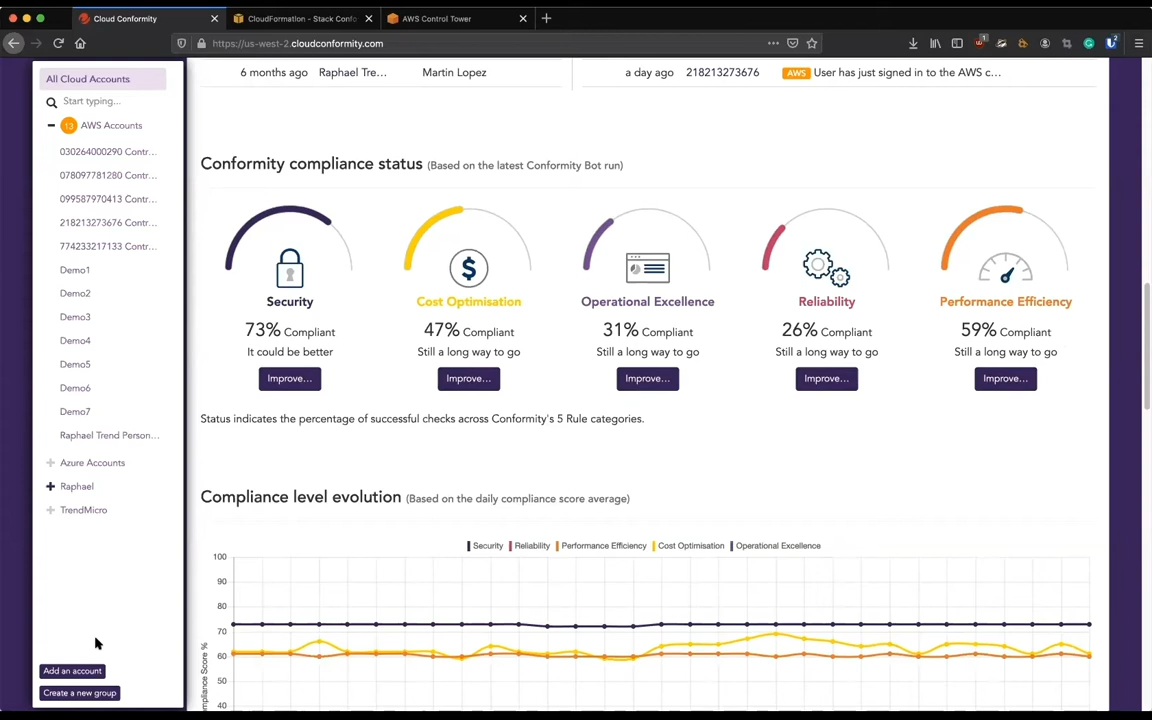 Cloud Conformity
CloudFormation - Stack Confo
AWS Control Tower
https://us-west-2.cloudconformity.com
1
2
All Cloud Accounts
Start typing...
13 AWS Accounts
030264000290 Contr...
078097781280 Contr...
099587970413 Contr...
218213273676 Contr...
774233217133 Contr...
Demo1
Demo2
Demo3
Demo4
Demo5
Demo6
Demo7
Raphael Trend Person...
Azure Accounts
Raphael
TrendMicro
Add an account
Create a new group
6 months ago Raphael Tre... Martin Lopez
a day ago 218213273676 AWS User has just signed in to the AWS c...
Conformity compliance status (Based on the latest Conformity Bot run)
Security
73% Compliant
It could be better
Improve...
Cost Optimisation
47% Compliant
Still a long way to go
Improve...
Operational Excellence
31% Compliant
Still a long way to go
Improve...
Reliability
26% Compliant
Still a long way to go
Improve...
Performance Efficiency
59% Compliant
Still a long way to go
Improve...
Status indicates the percentage of successful checks across Conformity's 5 Rule categories.
Compliance level evolution (Based on the daily compliance score average)
Security Reliability Performance Efficiency Cost Optimisation Operational Excellence
100
90
80
70
60
50
40
ompliance Score %